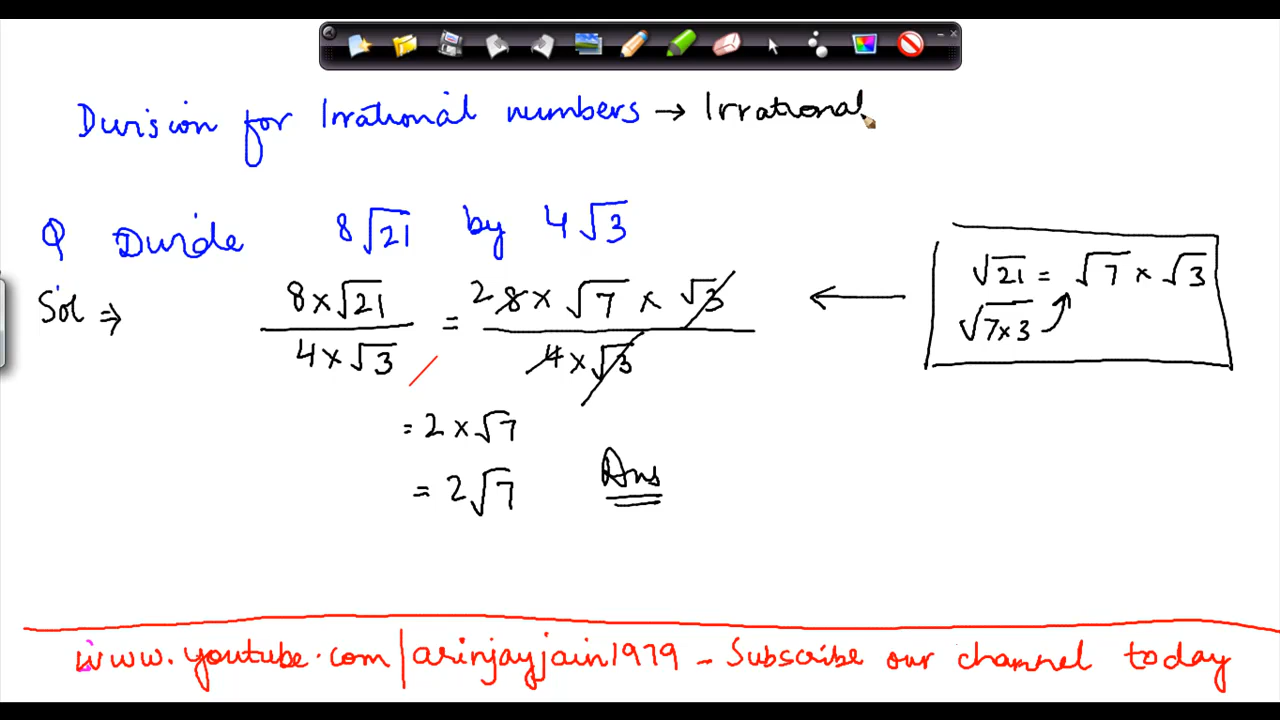 Division for Irrational numbers → Irrational
Q Divide 8√21 by 4√3
Sol ⇒ 8×√21 / 4×√3 = 2 8× √7 × √3 / 4×√3
√21 = √7 × √3
√7×3
= 2×√7
= 2√7 Ans
www.youtube.com/arinjayjain1979 - Subscribe our channel today